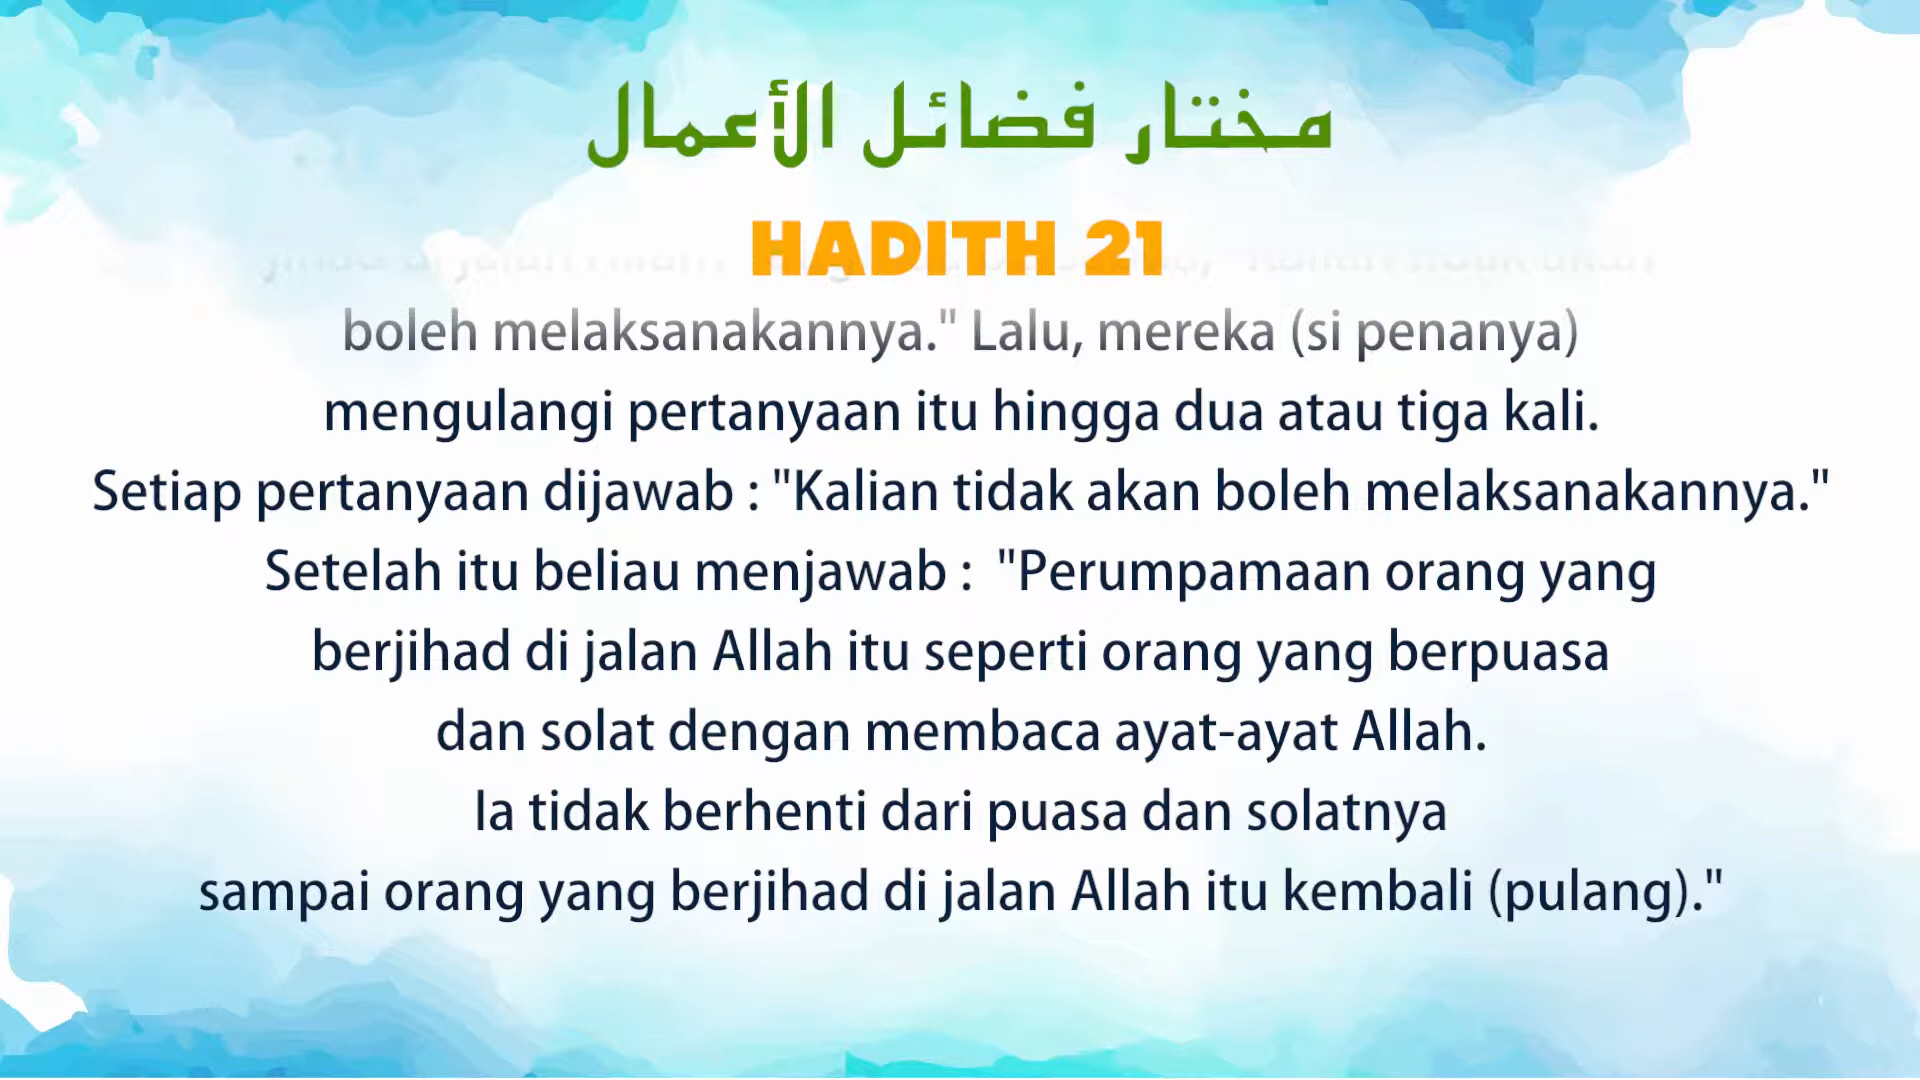 مختار فضائل الأعمال
HADITH 21
boleh melaksanakannya." Lalu, mereka (si penanya)
mengulangi pertanyaan itu hingga dua atau tiga kali.
Setiap pertanyaan dijawab : "Kalian tidak akan boleh melaksanakannya."
Setelah itu beliau menjawab :  "Perumpamaan orang yang
berjihad di jalan Allah itu seperti orang yang berpuasa
dan solat dengan membaca ayat-ayat Allah.
Ia tidak berhenti dari puasa dan solatnya
sampai orang yang berjihad di jalan Allah itu kembali (pulang)."